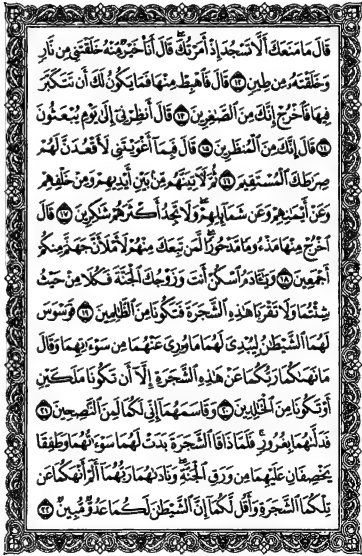 قَالَ مَا مَنَعَكَ أَلَّا تَسْجُدَ إِذْ أَمَرْتُكَ ۖ قَالَ أَنَا۠ خَيْرٌ مِّنْهُ خَلَقْتَنِى مِن نَّارٍ
وَخَلَقْتَهُۥ مِن طِينٍ ﴿١٢﴾ قَالَ فَٱهْبِطْ مِنْهَا فَمَا يَكُونُ لَكَ أَن تَتَكَبَّرَ
فِيهَا فَٱخْرُجْ إِنَّكَ مِنَ ٱلصَّٰغِرِينَ ﴿١٣﴾ قَالَ أَنظِرْنِىٓ إِلَىٰ يَوْمِ يُبْعَثُونَ
﴿١٤﴾ قَالَ إِنَّكَ مِنَ ٱلْمُنظَرِينَ ﴿١٥﴾ قَالَ فَبِمَآ أَغْوَيْتَنِى لَأَقْعُدَنَّ لَهُمْ
صِرَٰطَكَ ٱلْمُسْتَقِيمَ ﴿١٦﴾ ثُمَّ لَءَاتِيَنَّهُم مِّنۢ بَيْنِ أَيْدِيهِمْ وَمِنْ خَلْفِهِمْ
وَعَنْ أَيْمَٰنِهِمْ وَعَن شَمَآئِلِهِمْ ۖ وَلَا تَجِدُ أَكْثَرَهُمْ شَٰكِرِينَ ﴿١٧﴾ قَالَ
ٱخْرُجْ مِنْهَا مَذْءُومًا مَّدْحُورًا ۖ لَّمَن تَبِعَكَ مِنْهُمْ لَأَمْلَأَنَّ جَهَنَّمَ مِنكُمْ
أَجْمَعِينَ ﴿١٨﴾ وَيَٰٓـَٔادَمُ ٱسْكُنْ أَنتَ وَزَوْجُكَ ٱلْجَنَّةَ فَكُلَا مِنْ حَيْثُ
شِئْتُمَا وَلَا تَقْرَبَا هَٰذِهِ ٱلشَّجَرَةَ فَتَكُونَا مِنَ ٱلظَّٰلِمِينَ ﴿١٩﴾ فَوَسْوَسَ
لَهُمَا ٱلشَّيْطَٰنُ لِيُبْدِىَ لَهُمَا مَا وُۥرِىَ عَنْهُمَا مِن سَوْءَٰتِهِمَا وَقَالَ
مَا نَهَىٰكُمَا رَبُّكُمَا عَنْ هَٰذِهِ ٱلشَّجَرَةِ إِلَّآ أَن تَكُونَا مَلَكَيْنِ
أَوْ تَكُونَا مِنَ ٱلْخَٰلِدِينَ ﴿٢٠﴾ وَقَاسَمَهُمَآ إِنِّى لَكُمَا لَمِنَ ٱلنَّٰصِحِينَ ﴿٢١﴾
فَدَلَّىٰهُمَا بِغُرُورٍ ۚ فَلَمَّا ذَاقَا ٱلشَّجَرَةَ بَدَتْ لَهُمَا سَوْءَٰتُهُمَا وَطَفِقَا
يَخْصِفَانِ عَلَيْهِمَا مِن وَرَقِ ٱلْجَنَّةِ ۖ وَنَادَىٰهُمَا رَبُّهُمَآ أَلَمْ أَنْهَكُمَا عَن
تِلْكُمَا ٱلشَّجَرَةِ وَأَقُل لَّكُمَآ إِنَّ ٱلشَّيْطَٰنَ لَكُمَا عَدُوٌّ مُّبِينٌ ﴿٢٢﴾